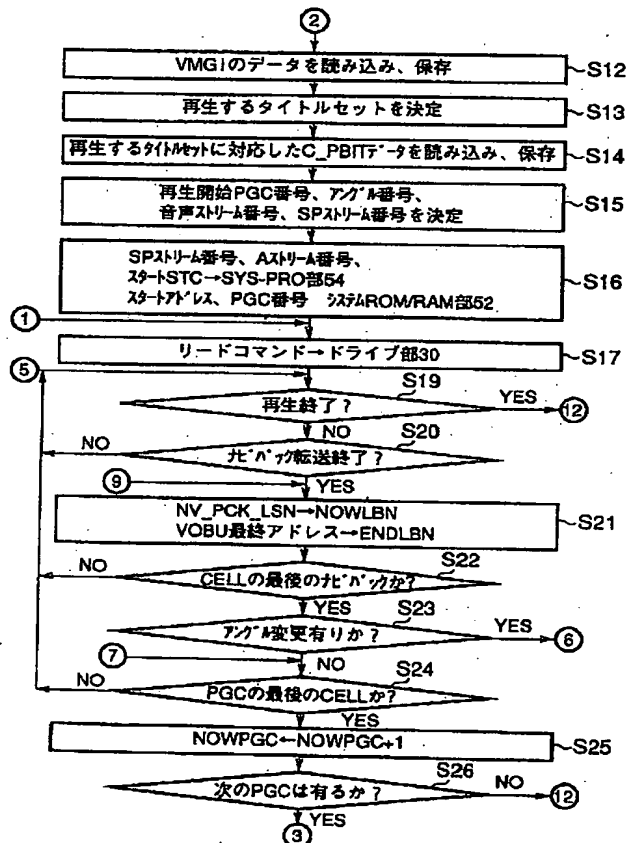 ②
VMGIのデータを読み込み、保存
S12
再生するタイトルセットを決定
S13
再生するタイトルセットに対応したC_PBITデータを読み込み、保存
S14
再生開始PGC番号、アングル番号、
音声ストリーム番号、SPストリーム番号を決定
S15
SPストリーム番号、Aストリーム番号、
スタートSTC→SYS-PRO部54
スタートアドレス、PGC番号 システムROM/RAM部52
S16
①
リードコマンド→ドライブ部30
S17
⑤
S19
再生終了?
YES
⑫
NO
S20
NO
ナビパック転送終了?
⑨
YES
NV_PCK_LSN→NOWLBN
VOBU最終アドレス→ENDLBN
S21
S22
NO
CELLの最後のナビパックか?
YES
S23
アングル変更有りか?
YES
⑥
⑦
NO
S24
NO
PGCの最後のCELLか?
YES
NOWPGC←NOWPGC+1
S25
S26
次のPGCは有るか?
NO
⑫
YES
③